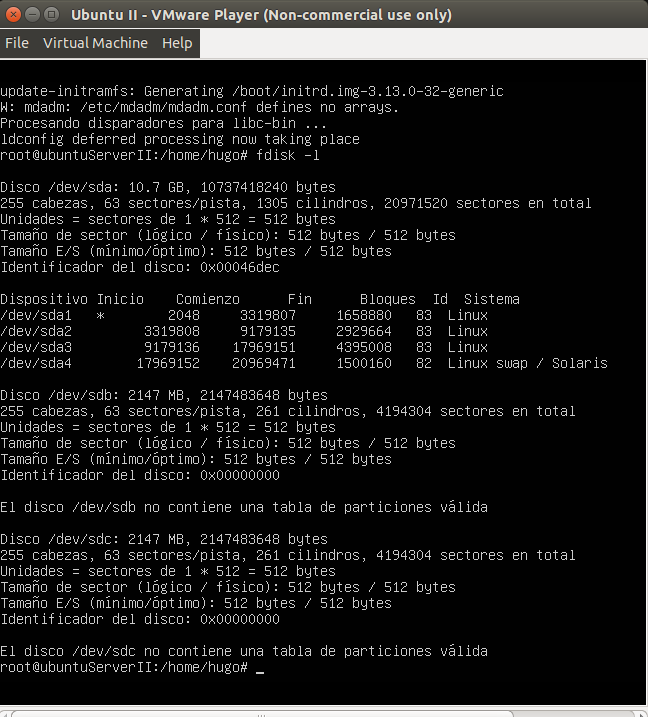 Ubuntu II - VMware Player (Non-commercial use only)
File Virtual Machine Help
update-initramfs: Generating /boot/initrd.img-3.13.0-32-generic
W: mdadm: /etc/mdadm/mdadm.conf defines no arrays.
Procesando disparadores para libc-bin ...
ldconfig deferred processing now taking place
root@ubuntuServerII:/home/hugo# fdisk -l
Disco /dev/sda: 10.7 GB, 10737418240 bytes
255 cabezas, 63 sectores/pista, 1305 cilindros, 20971520 sectores en total
Unidades = sectores de 1 * 512 = 512 bytes
Tamaño de sector (lógico / físico): 512 bytes / 512 bytes
Tamaño E/S (mínimo/óptimo): 512 bytes / 512 bytes
Identificador del disco: 0x00046dec
Dispositivo Inicio    Comienzo      Fin      Bloques  Id  Sistema
/dev/sda1   *        2048     3319807     1658880   83  Linux
/dev/sda2         3319808     9179135     2929664   83  Linux
/dev/sda3         9179136    17969151     4395008   83  Linux
/dev/sda4        17969152    20969471     1500160   82  Linux swap / Solaris
Disco /dev/sdb: 2147 MB, 2147483648 bytes
255 cabezas, 63 sectores/pista, 261 cilindros, 4194304 sectores en total
Unidades = sectores de 1 * 512 = 512 bytes
Tamaño de sector (lógico / físico): 512 bytes / 512 bytes
Tamaño E/S (mínimo/óptimo): 512 bytes / 512 bytes
Identificador del disco: 0x00000000
El disco /dev/sdb no contiene una tabla de particiones válida
Disco /dev/sdc: 2147 MB, 2147483648 bytes
255 cabezas, 63 sectores/pista, 261 cilindros, 4194304 sectores en total
Unidades = sectores de 1 * 512 = 512 bytes
Tamaño de sector (lógico / físico): 512 bytes / 512 bytes
Tamaño E/S (mínimo/óptimo): 512 bytes / 512 bytes
Identificador del disco: 0x00000000
El disco /dev/sdc no contiene una tabla de particiones válida
root@ubuntuServerII:/home/hugo# _